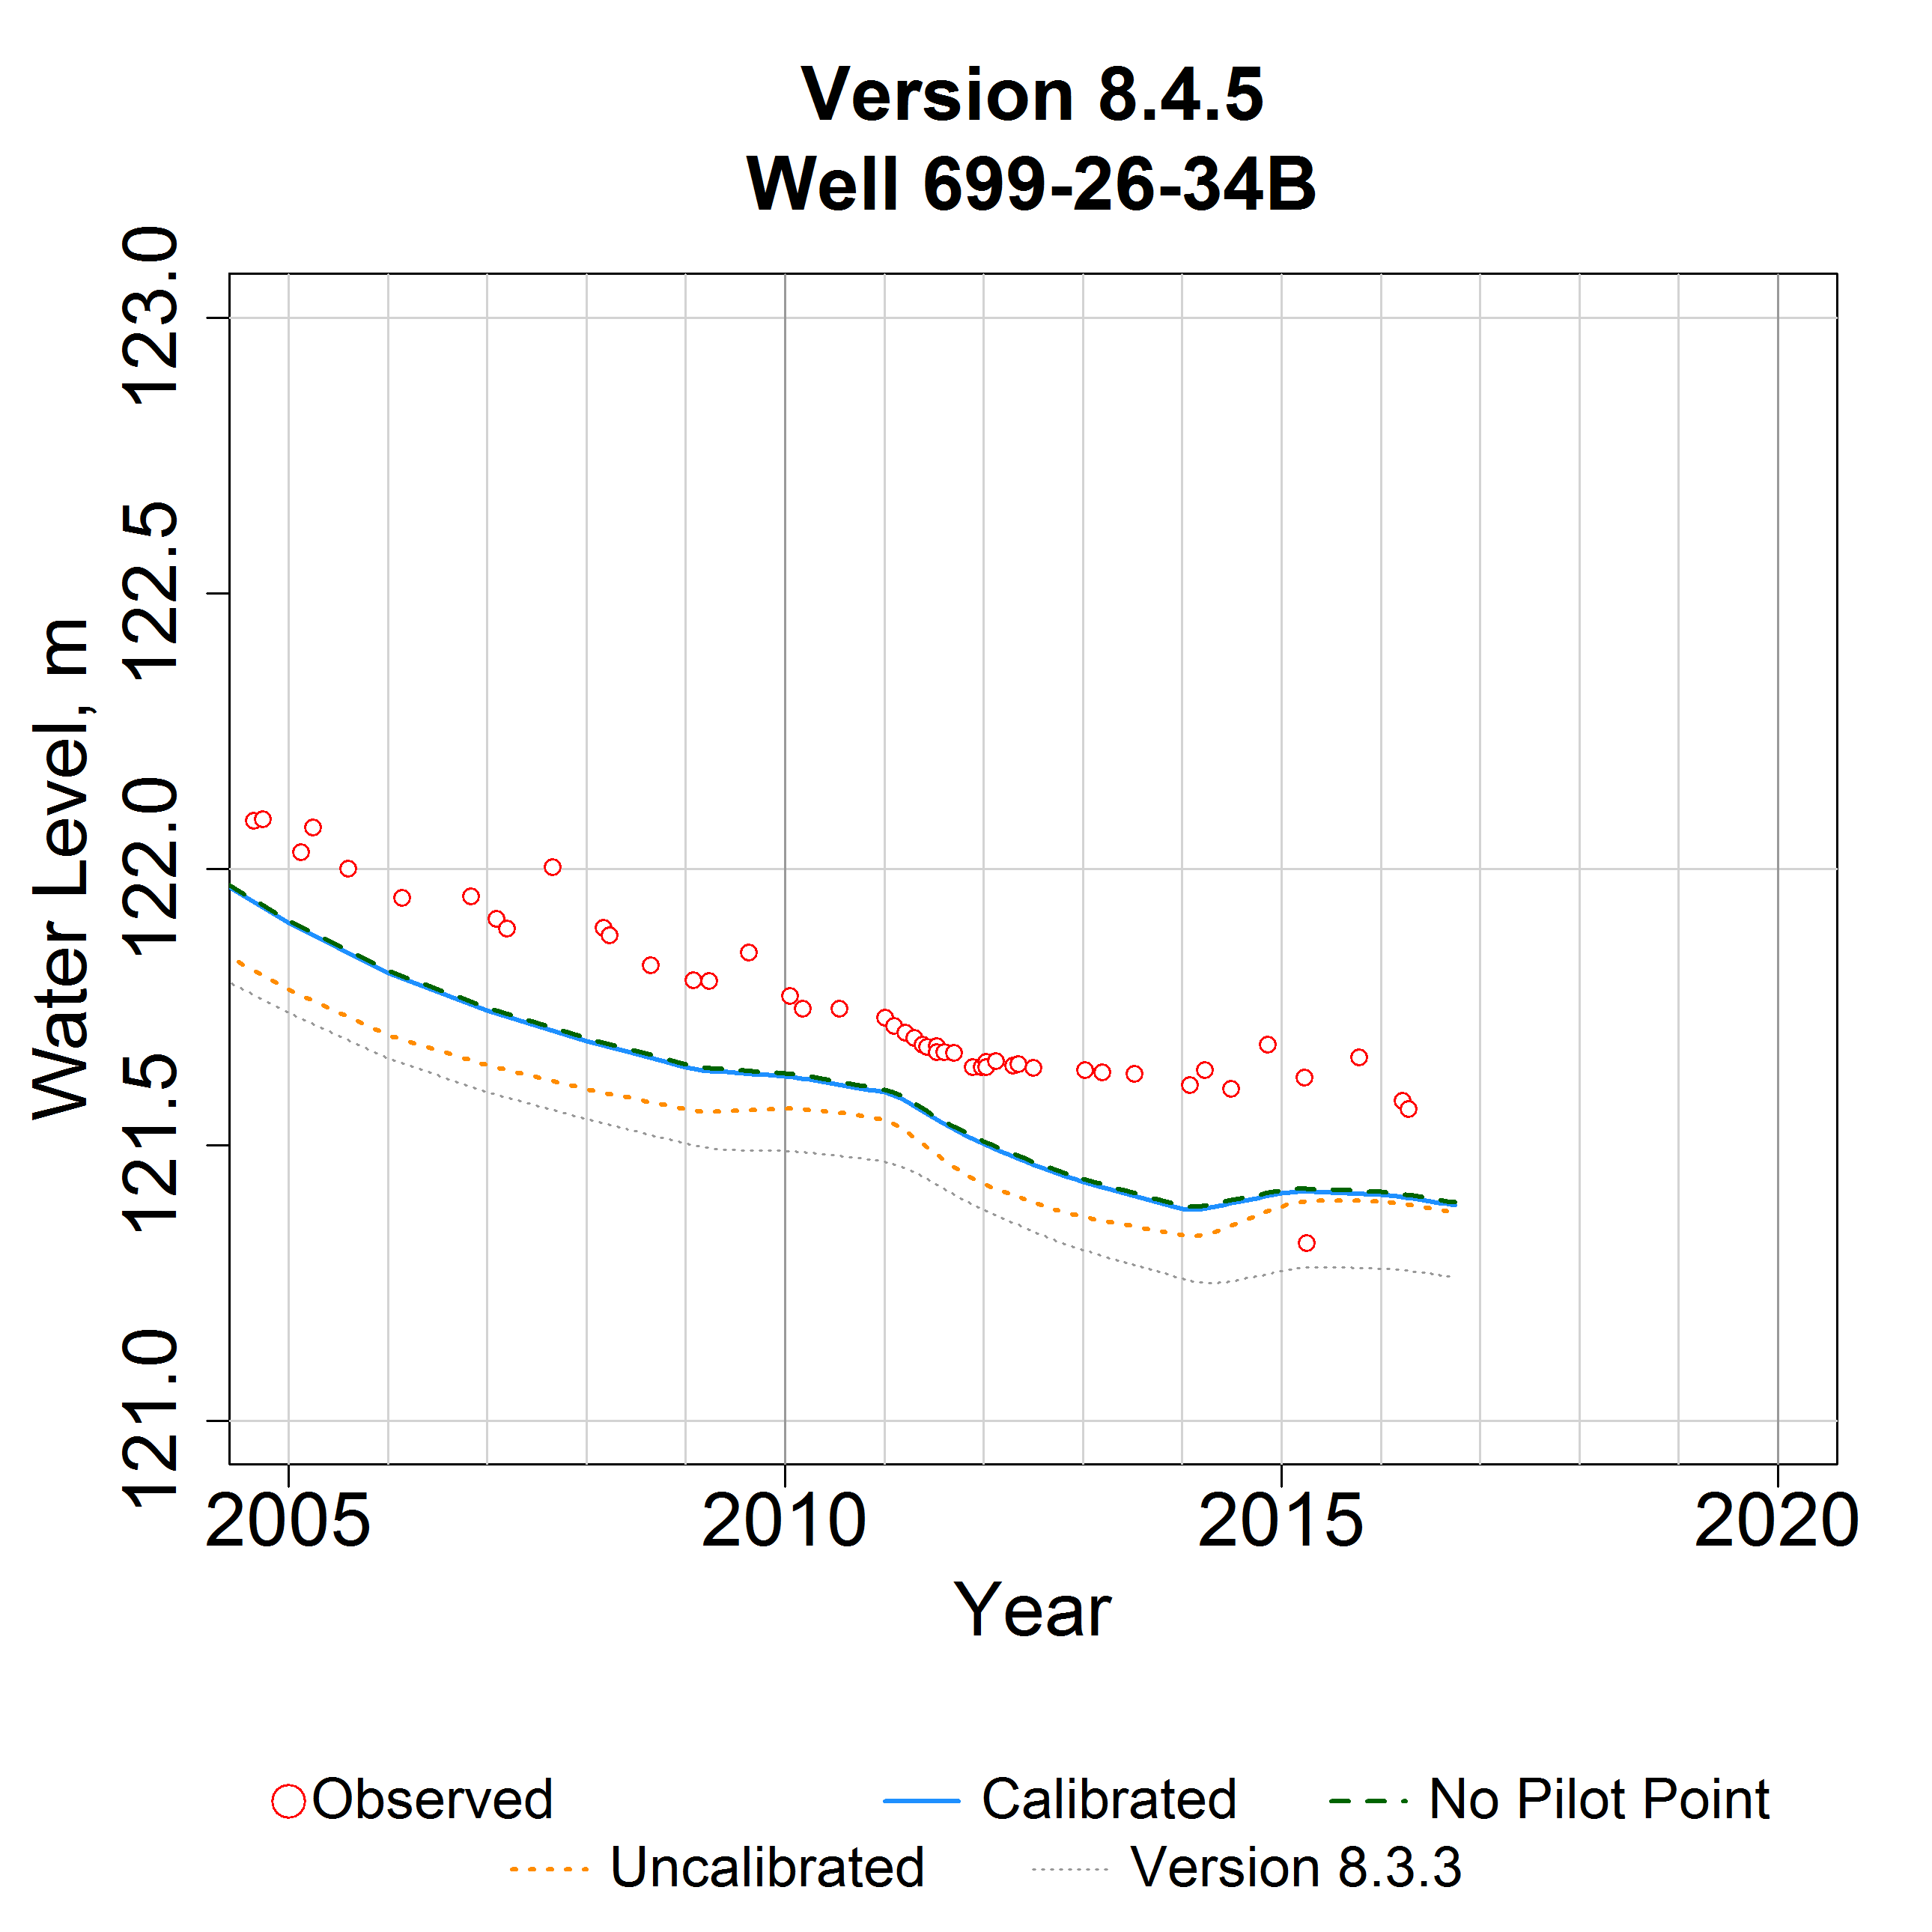 Version 8.4.5
Well 699-26-34B
Water Level, m
123.0
122.5
122.0
121.5
121.0
2005 2010 2015 2020
Year
Observed Calibrated No Pilot Point
Uncalibrated Version 8.3.3